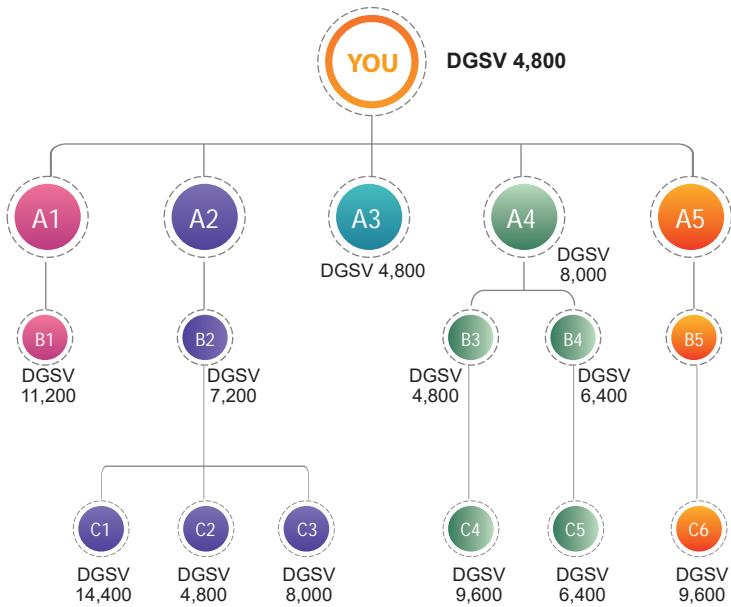 YOU
DGSV 4,800
A1
A2
A3
A4
A5
DGSV 4,800
DGSV
8,000
B1
B2
B3
B4
B5
DGSV
11,200
DGSV
7,200
DGSV
4,800
DGSV
6,400
C1
C2
C3
C4
C5
C6
DGSV
14,400
DGSV
4,800
DGSV
8,000
DGSV
9,600
DGSV
6,400
DGSV
9,600